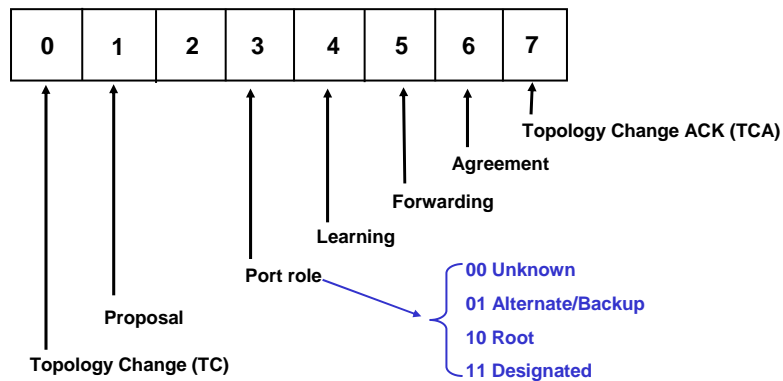 0 1 2 3 4 5 6 7
Topology Change ACK (TCA)
Agreement
Forwarding
Learning
Port role
00 Unknown
01 Alternate/Backup
10 Root
11 Designated
Proposal
Topology Change (TC)